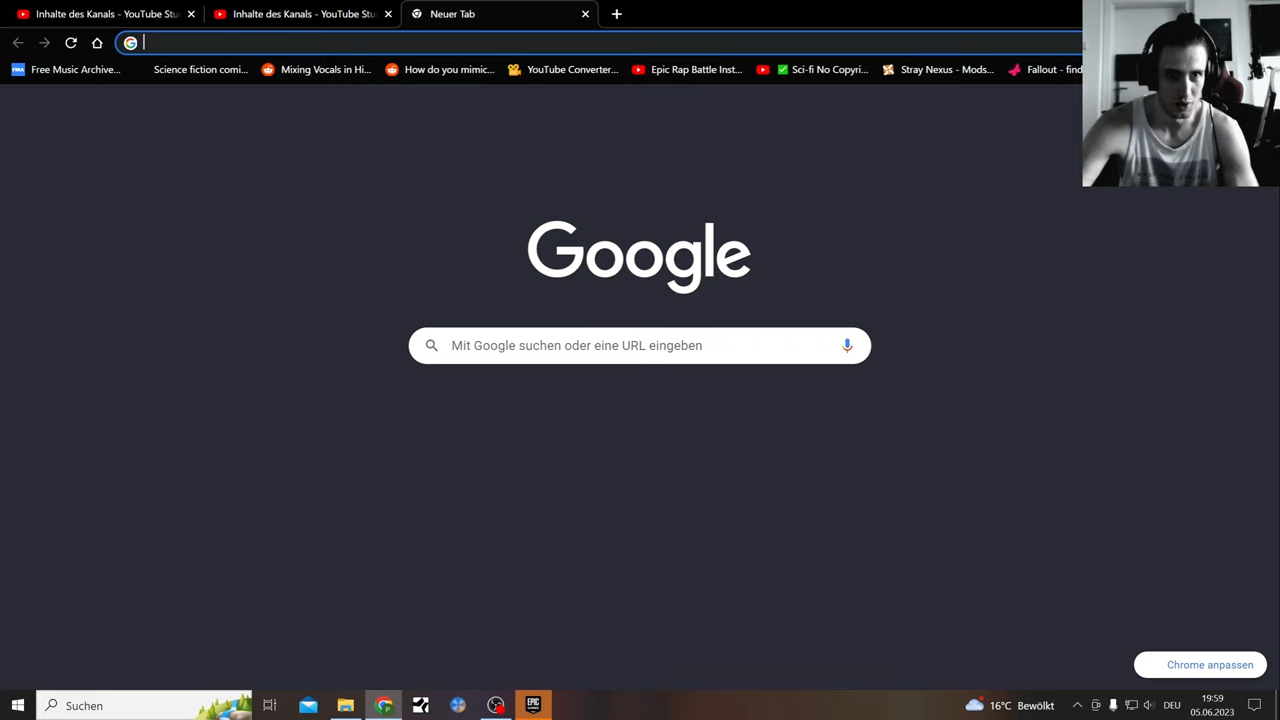 Inhalte des Kanals - YouTube Stu
Inhalte des Kanals - YouTube Stu
Neuer Tab
FMA
Free Music Archive...
Science fiction comi...
Mixing Vocals in Hi...
How do you mimic...
YouTube Converter...
Epic Rap Battle Inst...
Sci-fi No Copyri...
Stray Nexus - Mods...
Fallout - find
Google
Mit Google suchen oder eine URL eingeben
Chrome anpassen
Suchen
EPIC
GAMES
16°C Bewölkt
DEU
19:59
05.06.2023